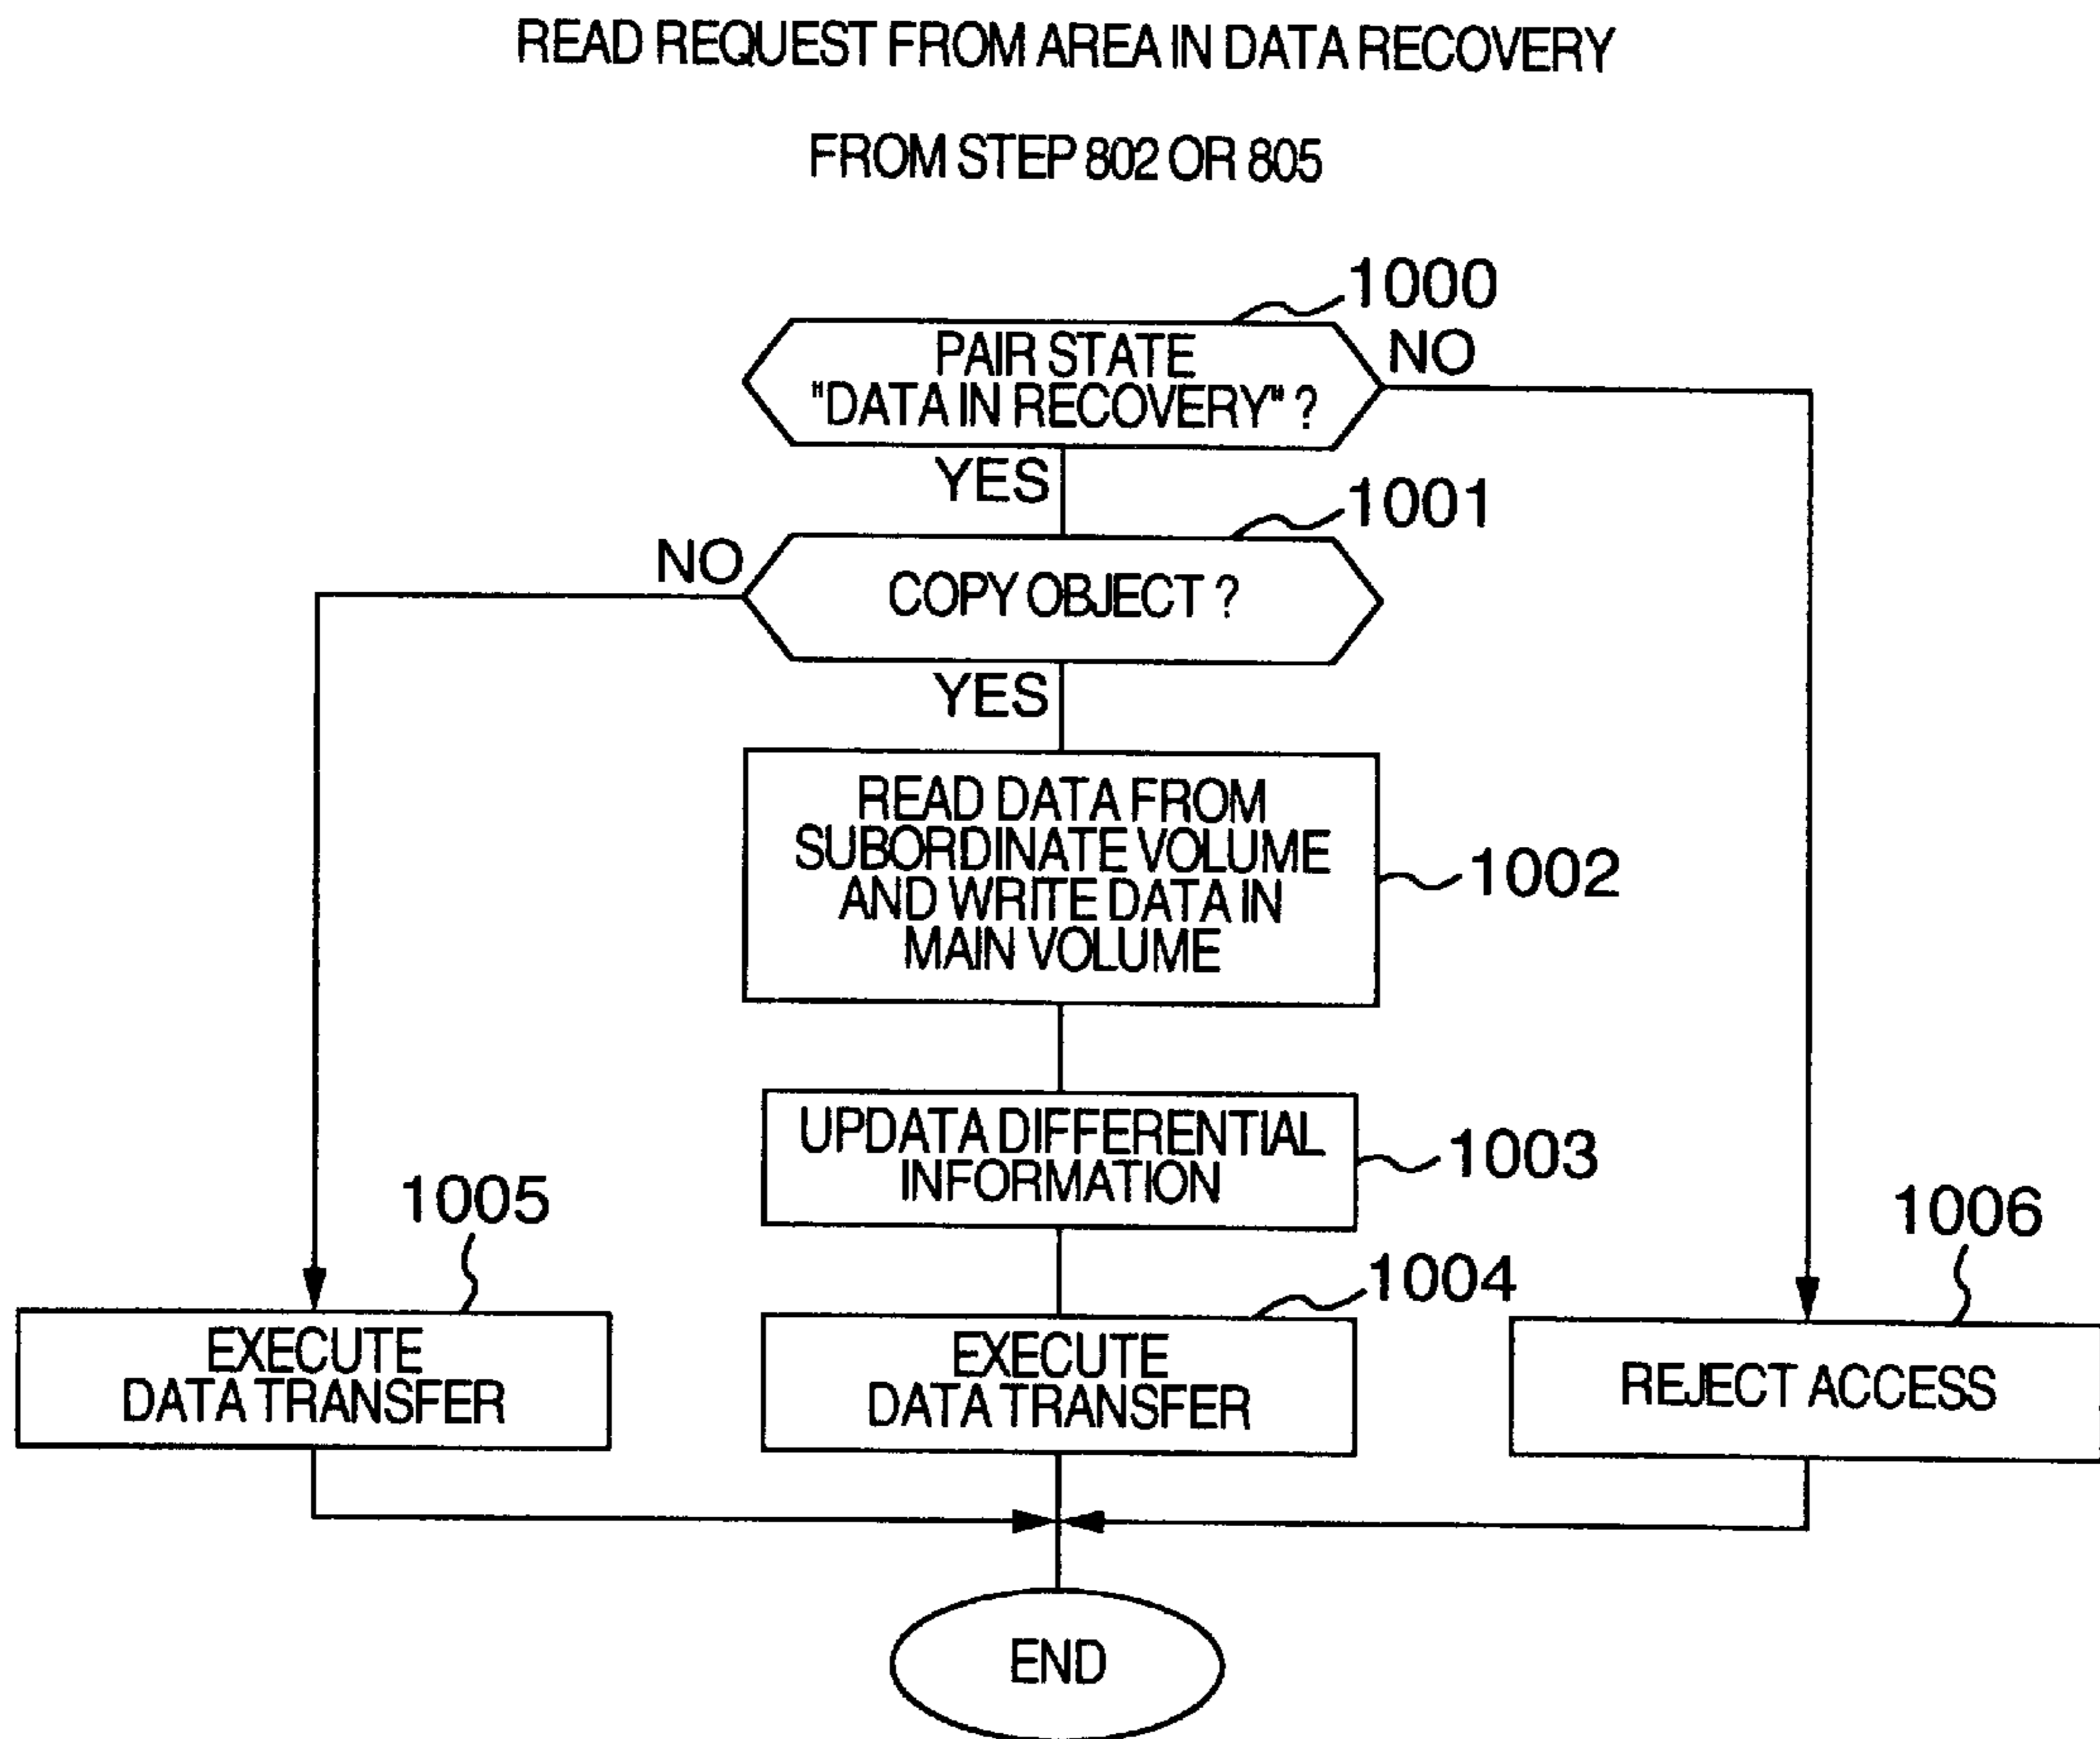 READ REQUEST FROM AREA IN DATA RECOVERY
FROM STEP 802 OR 805
1000
PAIR STATE
"DATA IN RECOVERY" ?
NO
YES
1001
NO
COPY OBJECT ?
YES
READ DATA FROM
SUBORDINATE VOLUME
AND WRITE DATA IN
MAIN VOLUME
1002
UPDATA DIFFERENTIAL
INFORMATION
1003
1005
1004
1006
EXECUTE
DATA TRANSFER
EXECUTE
DATA TRANSFER
REJECT ACCESS
END